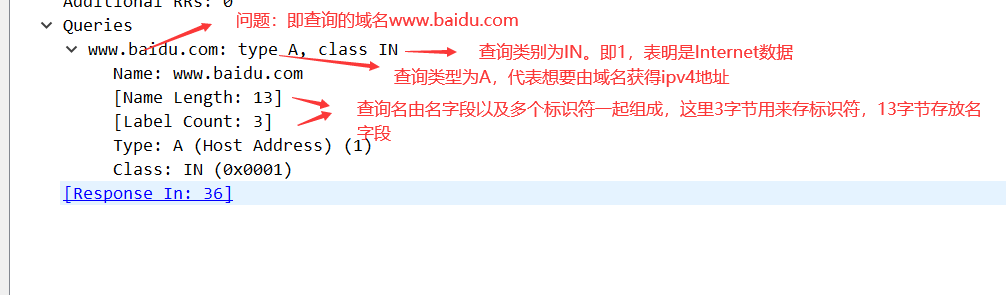 Additional RRs: 0
Queries
问题：即查询的域名www.baidu.com
www.baidu.com: type A, class IN
查询类别为IN。即1，表明是Internet数据
Name: www.baidu.com
查询类型为A，代表想要由域名获得ipv4地址
[Name Length: 13]
查询名由名字段以及多个标识符一起组成，这里3字节用来存标识符，13字节存放名
字段
[Label Count: 3]
Type: A (Host Address) (1)
Class: IN (0x0001)
[Response In: 36]